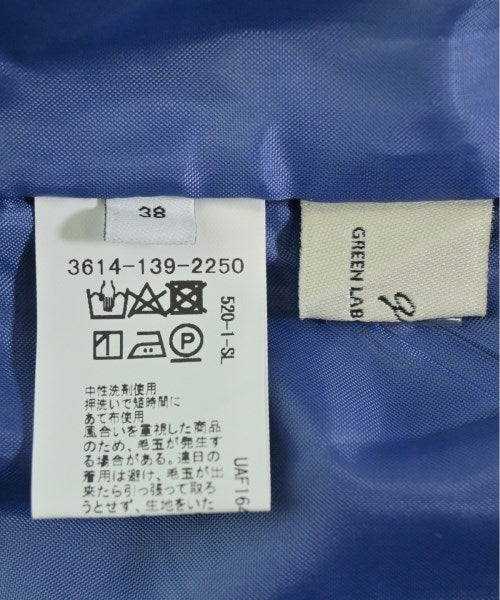 38
3614-139-2250
520-1-SL
中性洗剤使用
押洗いで短時間に
あて布使用
風合いを重視した商品
のため、毛玉が発生す
る場合がある。連日の
着用は避け、毛玉が出
来たら引っ張って取ろ
うとせず、生地をいた
UAF164
GREEN LAB